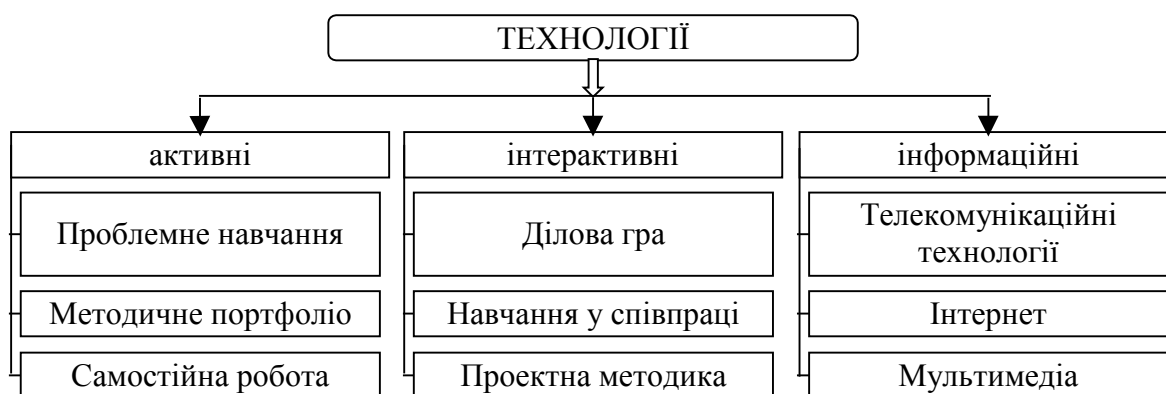 ТЕХНОЛОГІЇ
активні
Проблемне навчання
Методичне портфоліо
Самостійна робота
інтерактивні
Ділова гра
Навчання у співпраці
Проектна методика
інформаційні
Телекомунікаційні
технології
Інтернет
Мультимедіа